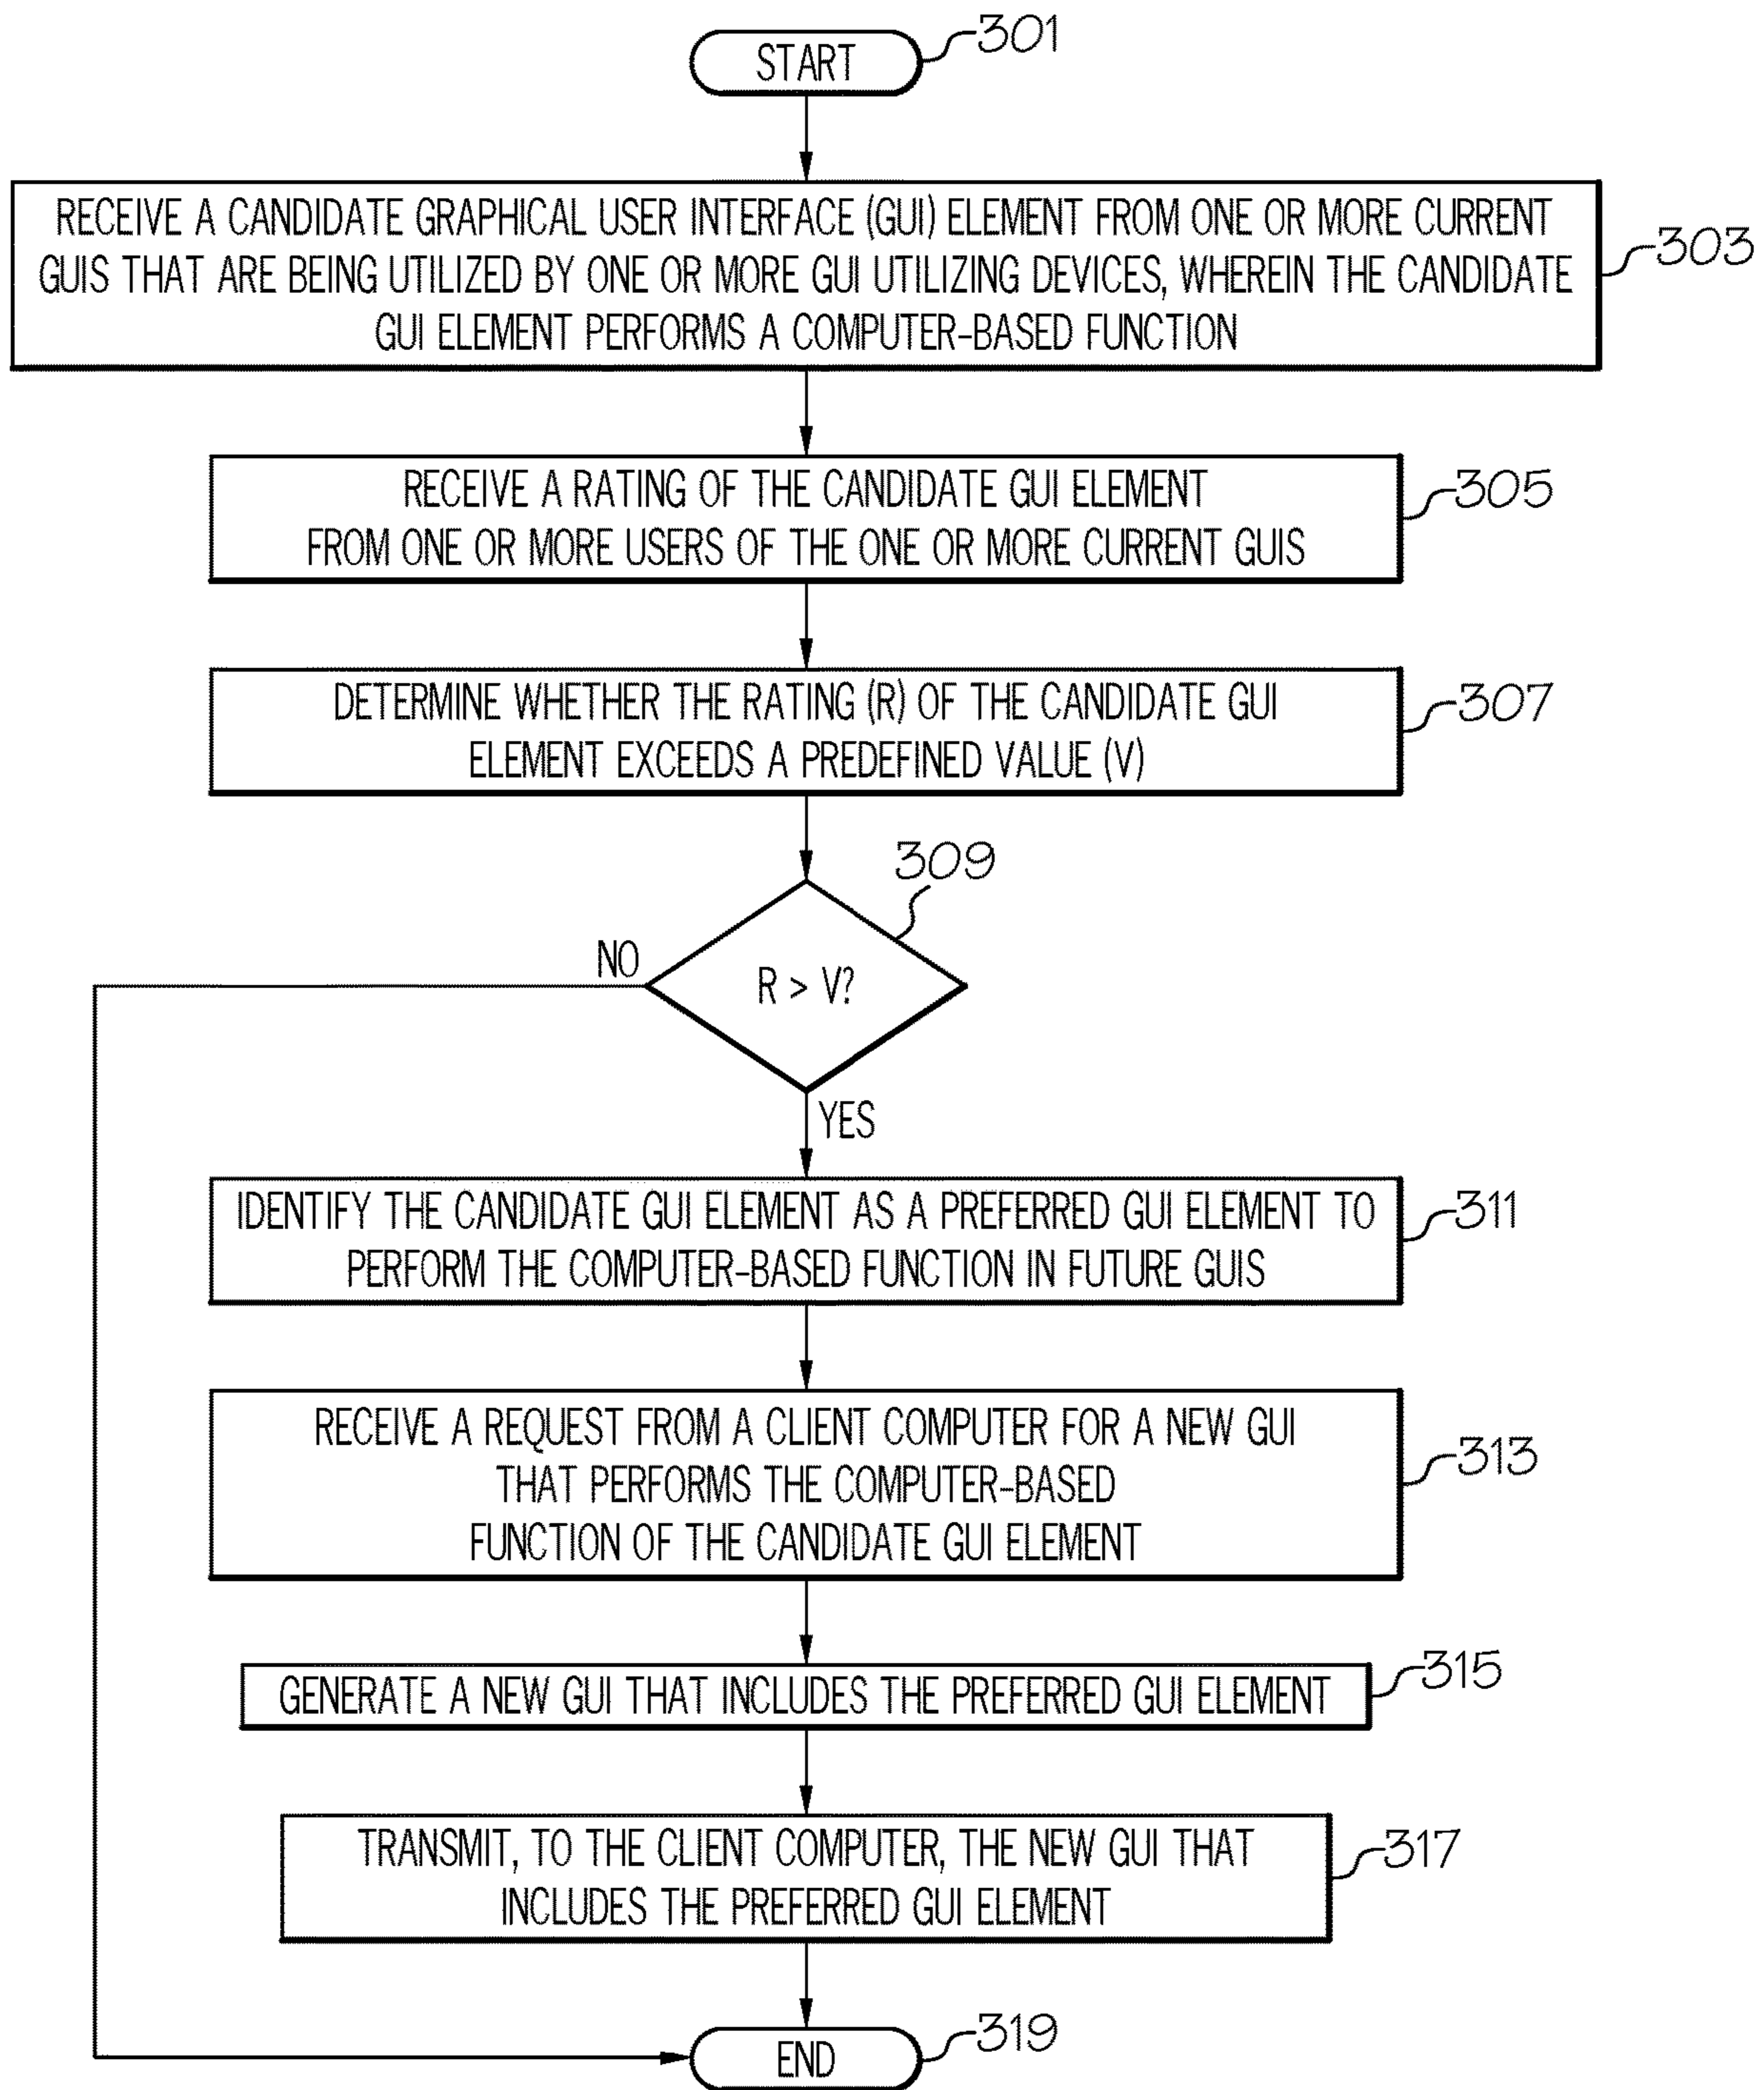 START
301
RECEIVE A CANDIDATE GRAPHICAL USER INTERFACE (GUI) ELEMENT FROM ONE OR MORE CURRENT
GUIS THAT ARE BEING UTILIZED BY ONE OR MORE GUI UTILIZING DEVICES, WHEREIN THE CANDIDATE
GUI ELEMENT PERFORMS A COMPUTER-BASED FUNCTION
303
RECEIVE A RATING OF THE CANDIDATE GUI ELEMENT
FROM ONE OR MORE USERS OF THE ONE OR MORE CURRENT GUIS
305
DETERMINE WHETHER THE RATING (R) OF THE CANDIDATE GUI
ELEMENT EXCEEDS A PREDEFINED VALUE (V)
307
309
NO
R > V?
YES
IDENTIFY THE CANDIDATE GUI ELEMENT AS A PREFERRED GUI ELEMENT TO
PERFORM THE COMPUTER-BASED FUNCTION IN FUTURE GUIS
311
RECEIVE A REQUEST FROM A CLIENT COMPUTER FOR A NEW GUI
THAT PERFORMS THE COMPUTER-BASED
FUNCTION OF THE CANDIDATE GUI ELEMENT
313
GENERATE A NEW GUI THAT INCLUDES THE PREFERRED GUI ELEMENT
315
TRANSMIT, TO THE CLIENT COMPUTER, THE NEW GUI THAT
INCLUDES THE PREFERRED GUI ELEMENT
317
END
319